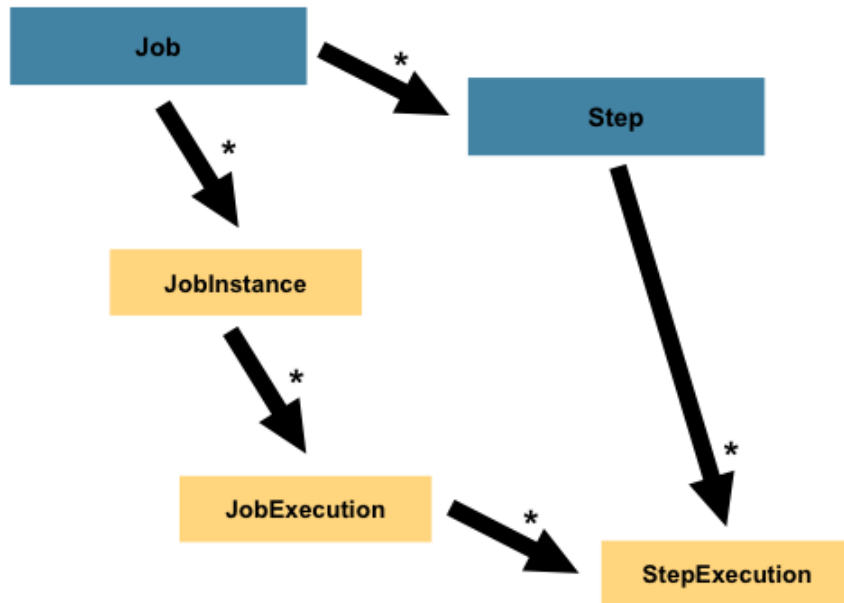 Job
*
Step
*
JobInstance
*
*
JobExecution
*
StepExecution